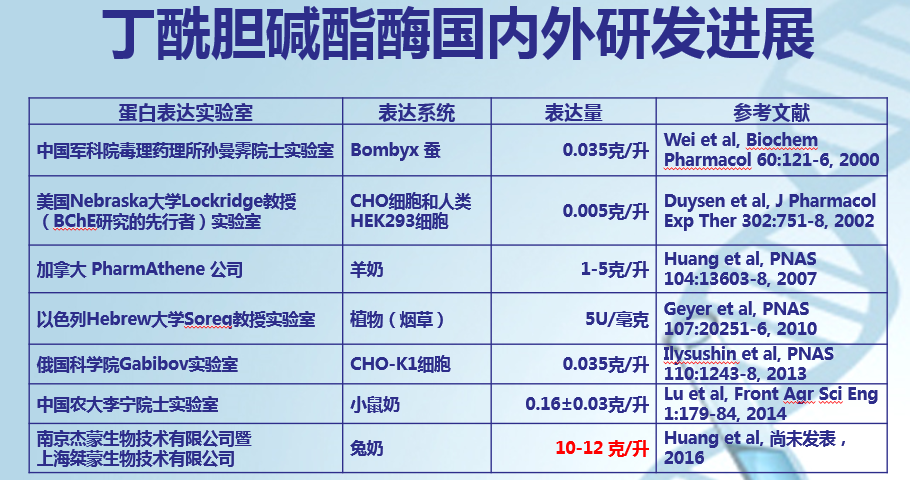 丁酰胆碱酯酶国内外研发进展
蛋白表达实验室 表达系统 表达量 参考文献
中国军科院毒理药理所孙曼霁院士实验室 Bombyx 蚕 0.035克/升 Wei et al, Biochem
Pharmacol 60:121-6, 2000
美国Nebraska大学Lockridge教授
（BChE研究的先行者）实验室 CHO细胞和人类
HEK293细胞 0.005克/升 Duysen et al, J Pharmacol
Exp Ther 302:751-8, 2002
加拿大 PharmAthene 公司 羊奶 1-5克/升 Huang et al, PNAS
104:13603-8, 2007
以色列Hebrew大学Soreq教授实验室 植物（烟草） 5U/毫克 Geyer et al, PNAS
107:20251-6, 2010
俄国科学院Gabibov实验室 CHO-K1细胞 0.035克/升 Ilysushin et al, PNAS
110:1243-8, 2013
中国农大李宁院士实验室 小鼠奶 0.16±0.03克/升 Lu et al, Front Agr Sci Eng
1:179-84, 2014
南京杰蒙生物技术有限公司暨
上海桀蒙生物技术有限公司 兔奶 10-12 克/升 Huang et al, 尚未发表，
2016